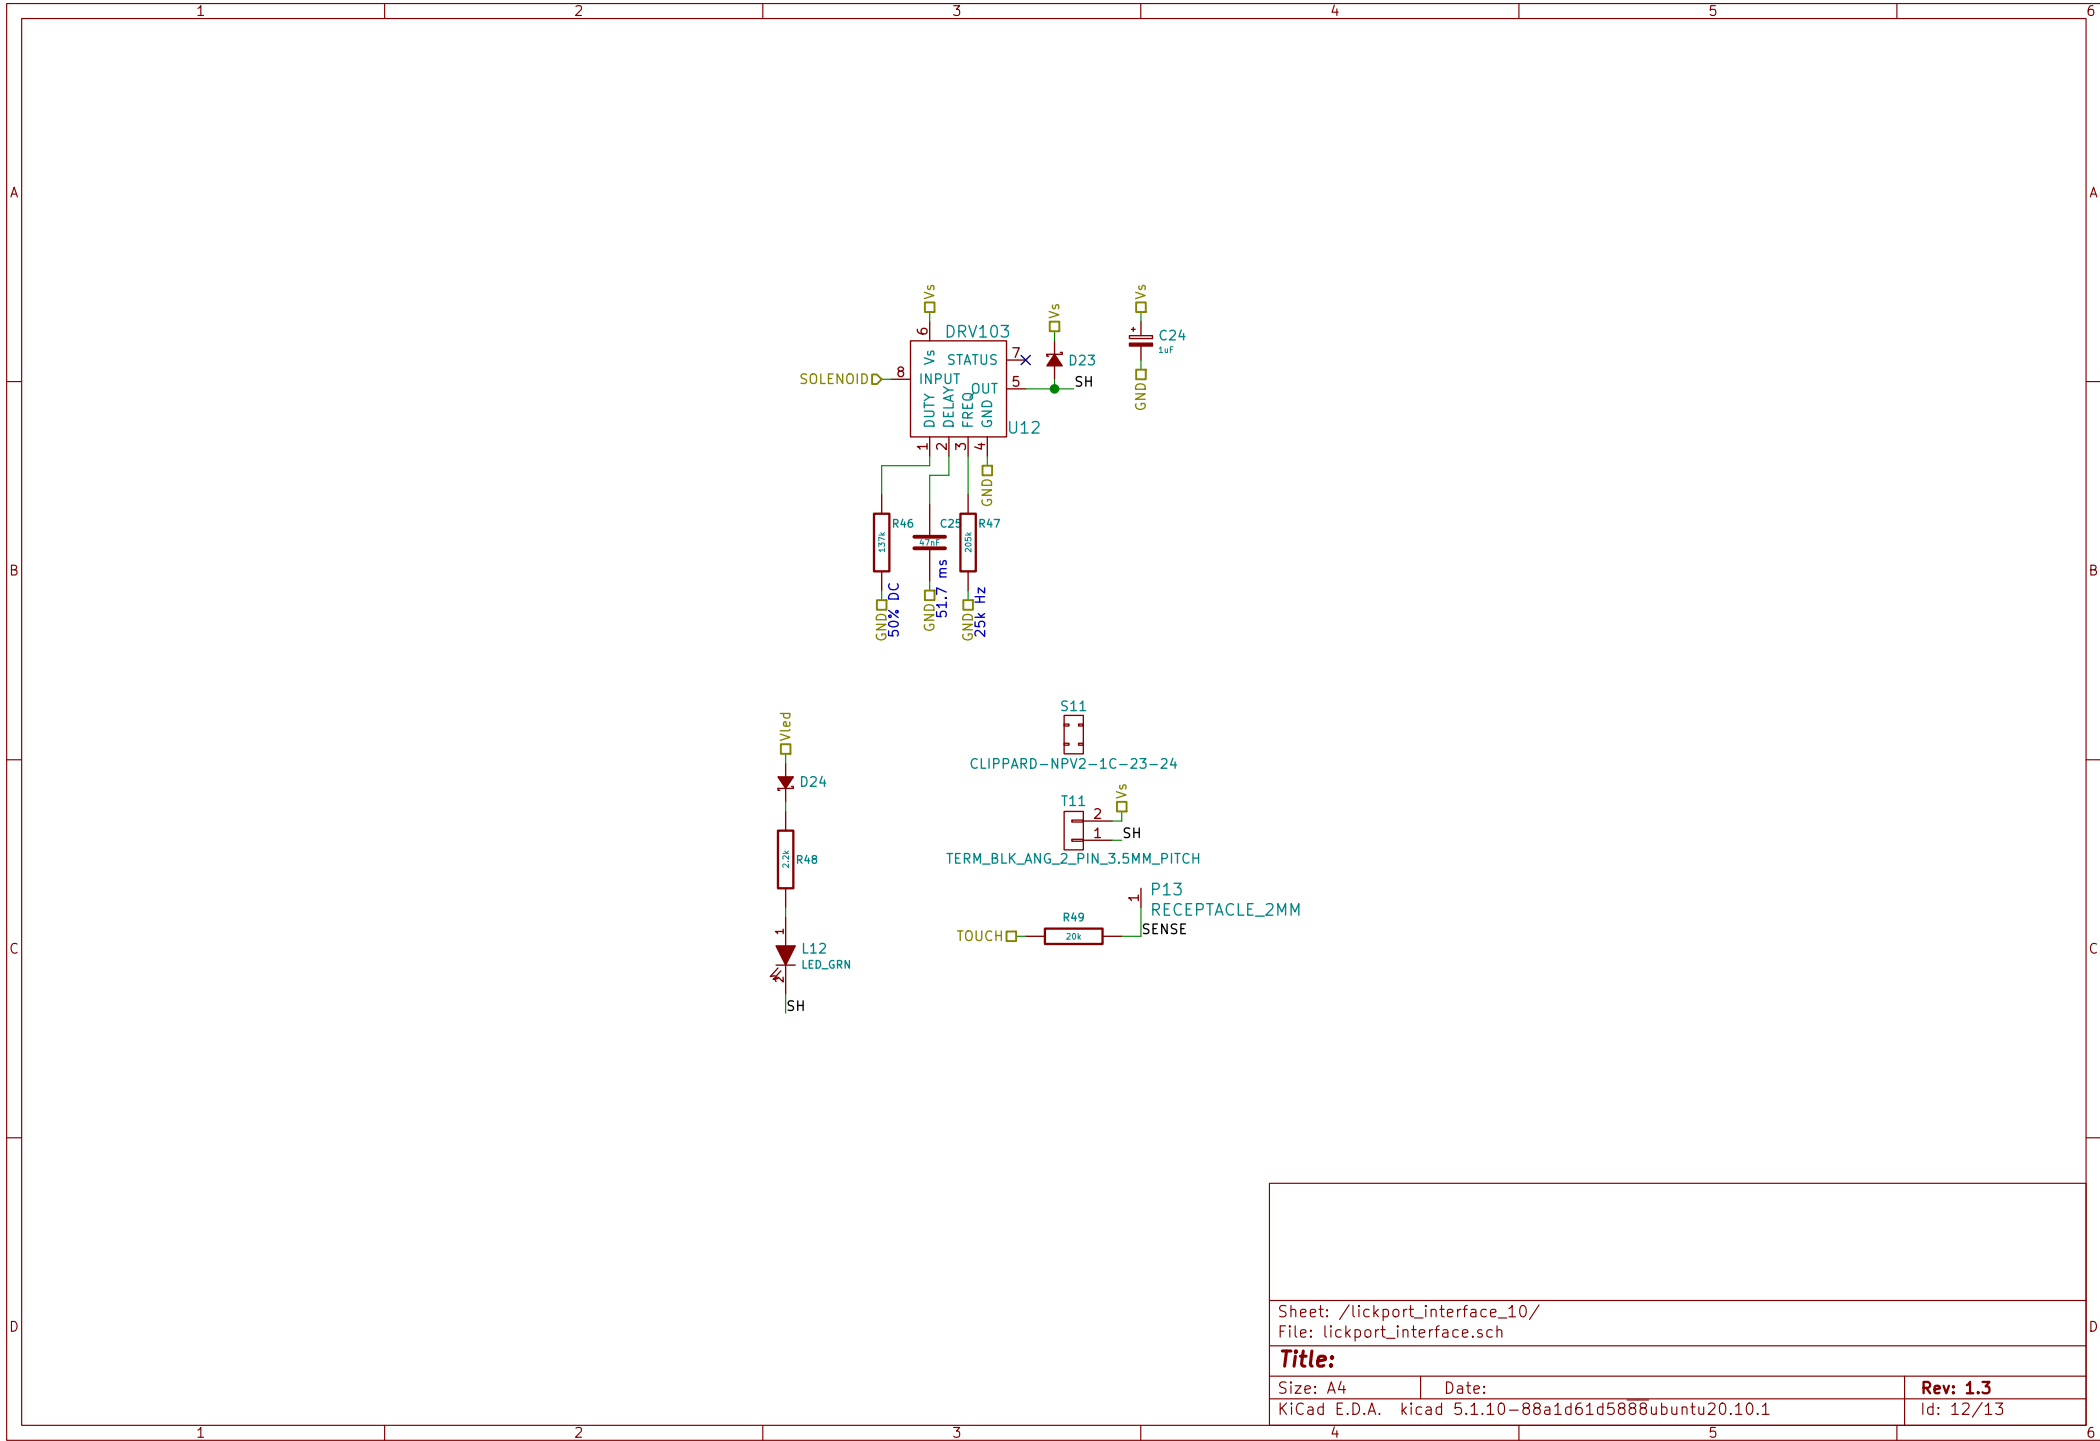 1 2 3 4 5 6
A A
B B
C C
D D
Vs
Vs
Vs
6
DRV103
Vs
STATUS
7
D23
C24
1uF
SOLENOID
8
INPUT
OUT
5
SH
GND
DUTY
DELAY
FREQ
GND
U12
1
2
3
4
GND
R46
137k
C25
47nF
R47
205k
GND
50% DC
GND
51.7 ms
GND
25k Hz
Vled
D24
2.2k
R48
1
L12
LED_GRN
2
SH
S11
CLIPPARD-NPV2-1C-23-24
Vs
T11
2
1
SH
TERM_BLK_ANG_2_PIN_3.5MM_PITCH
1
P13
RECEPTACLE_2MM
R49
TOUCH
20k
SENSE
Sheet: /lickport_interface_10/
File: lickport_interface.sch
Title:
Size: A4 Date: Rev: 1.3
KiCad E.D.A. kicad 5.1.10-88a1d61d5888ubuntu20.10.1 Id: 12/13
1 2 3 4 5 6